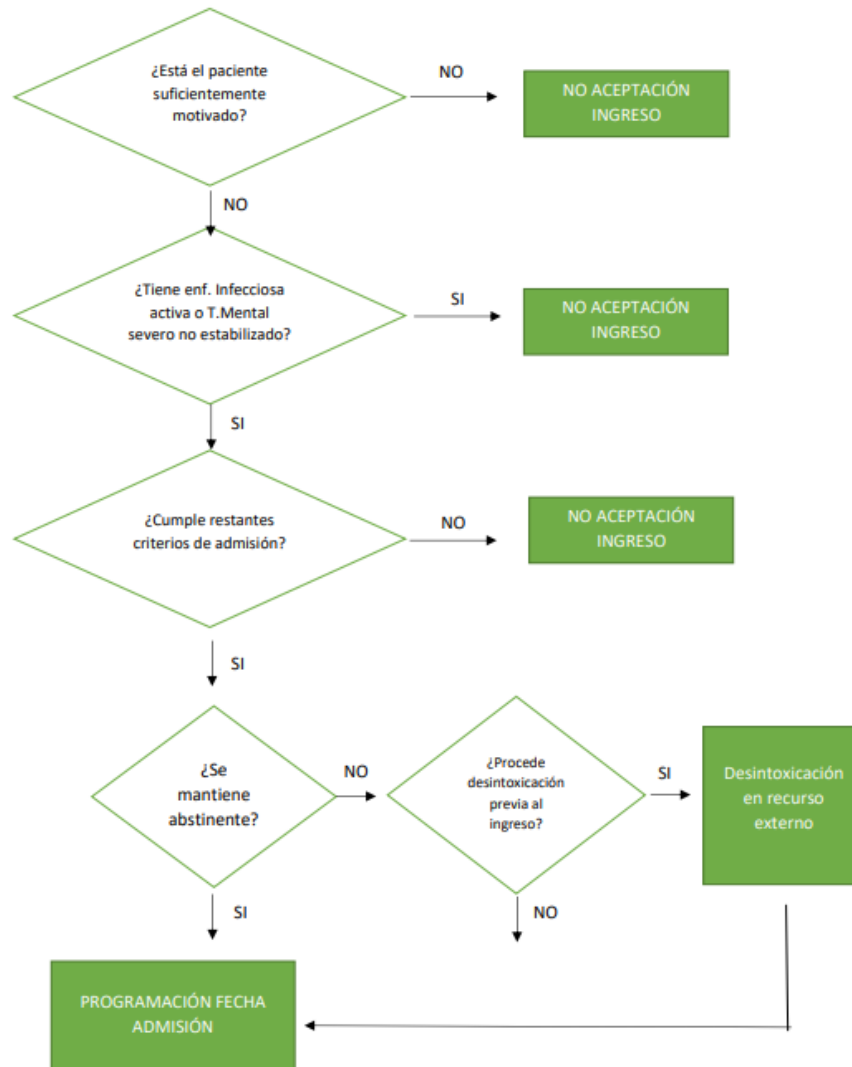 ¿Está el paciente
suficientemente
motivado?
NO
NO ACEPTACIÓN
INGRESO
NO
¿Tiene enf. Infecciosa
activa o T.Mental
severo no estabilizado?
SI
NO ACEPTACIÓN
INGRESO
SI
¿Cumple restantes
criterios de admisión?
NO
NO ACEPTACIÓN
INGRESO
SI
¿Se
mantiene
abstinente?
NO
¿Procede
desintoxicación
previa al
ingreso?
SI
Desintoxicación
en recurso
externo
SI
NO
PROGRAMACIÓN FECHA
ADMISIÓN